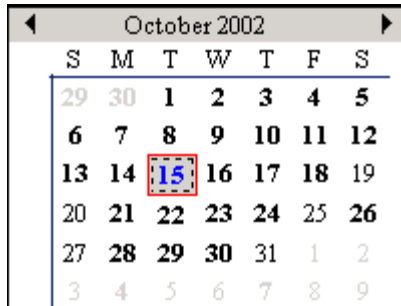 October 2002
S M T W T F S
29 30 1 2 3 4 5
6 7 8 9 10 11 12
13 14 15 16 17 18 19
20 21 22 23 24 25 26
27 28 29 30 31 1 2
3 4 5 6 7 8 9